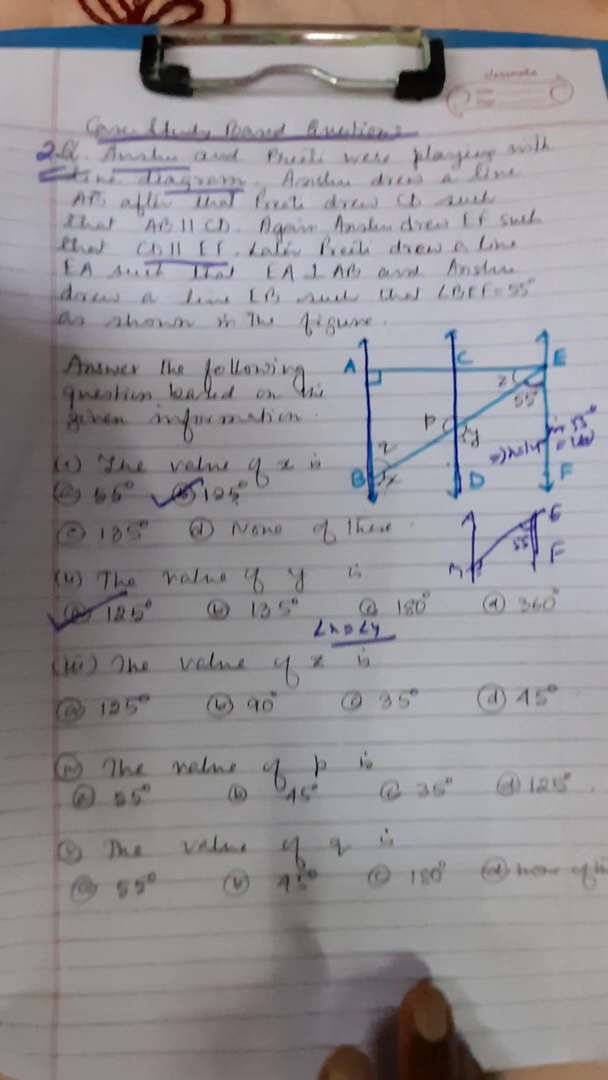 Case Study Based Questions
2.Q. Anshu and Preeti were playing with
line diagram. Anshu drew a line
AB after that Preeti drew CD such
that AB || CD. Again Anshu drew EF such
that CD || EF. Later Preeti drew a line
EA such that EA ⊥ AB and Anshu
drew a line EB such that ∠BEF = 55°
as shown in the figure.
Answer the following
question based on the
given information.
A C E
z
55°
p
y
q
x
B D F
(i) The value of x is
(a) 55° (b) 125°
(c) 135° (d) None of these.
E
55
F
(ii) The value of y is
(a) 125° (b) 135° (c) 180° (d) 360°
∠x = ∠y
(iii) The value of z is
(a) 125° (b) 90° (c) 35° (d) 45°
The value of p is
(a) 55° (b) 45° (c) 35° (d) 125°
(v) The value of q is
(a) 55° (b) 45° (c) 180° (d) none of